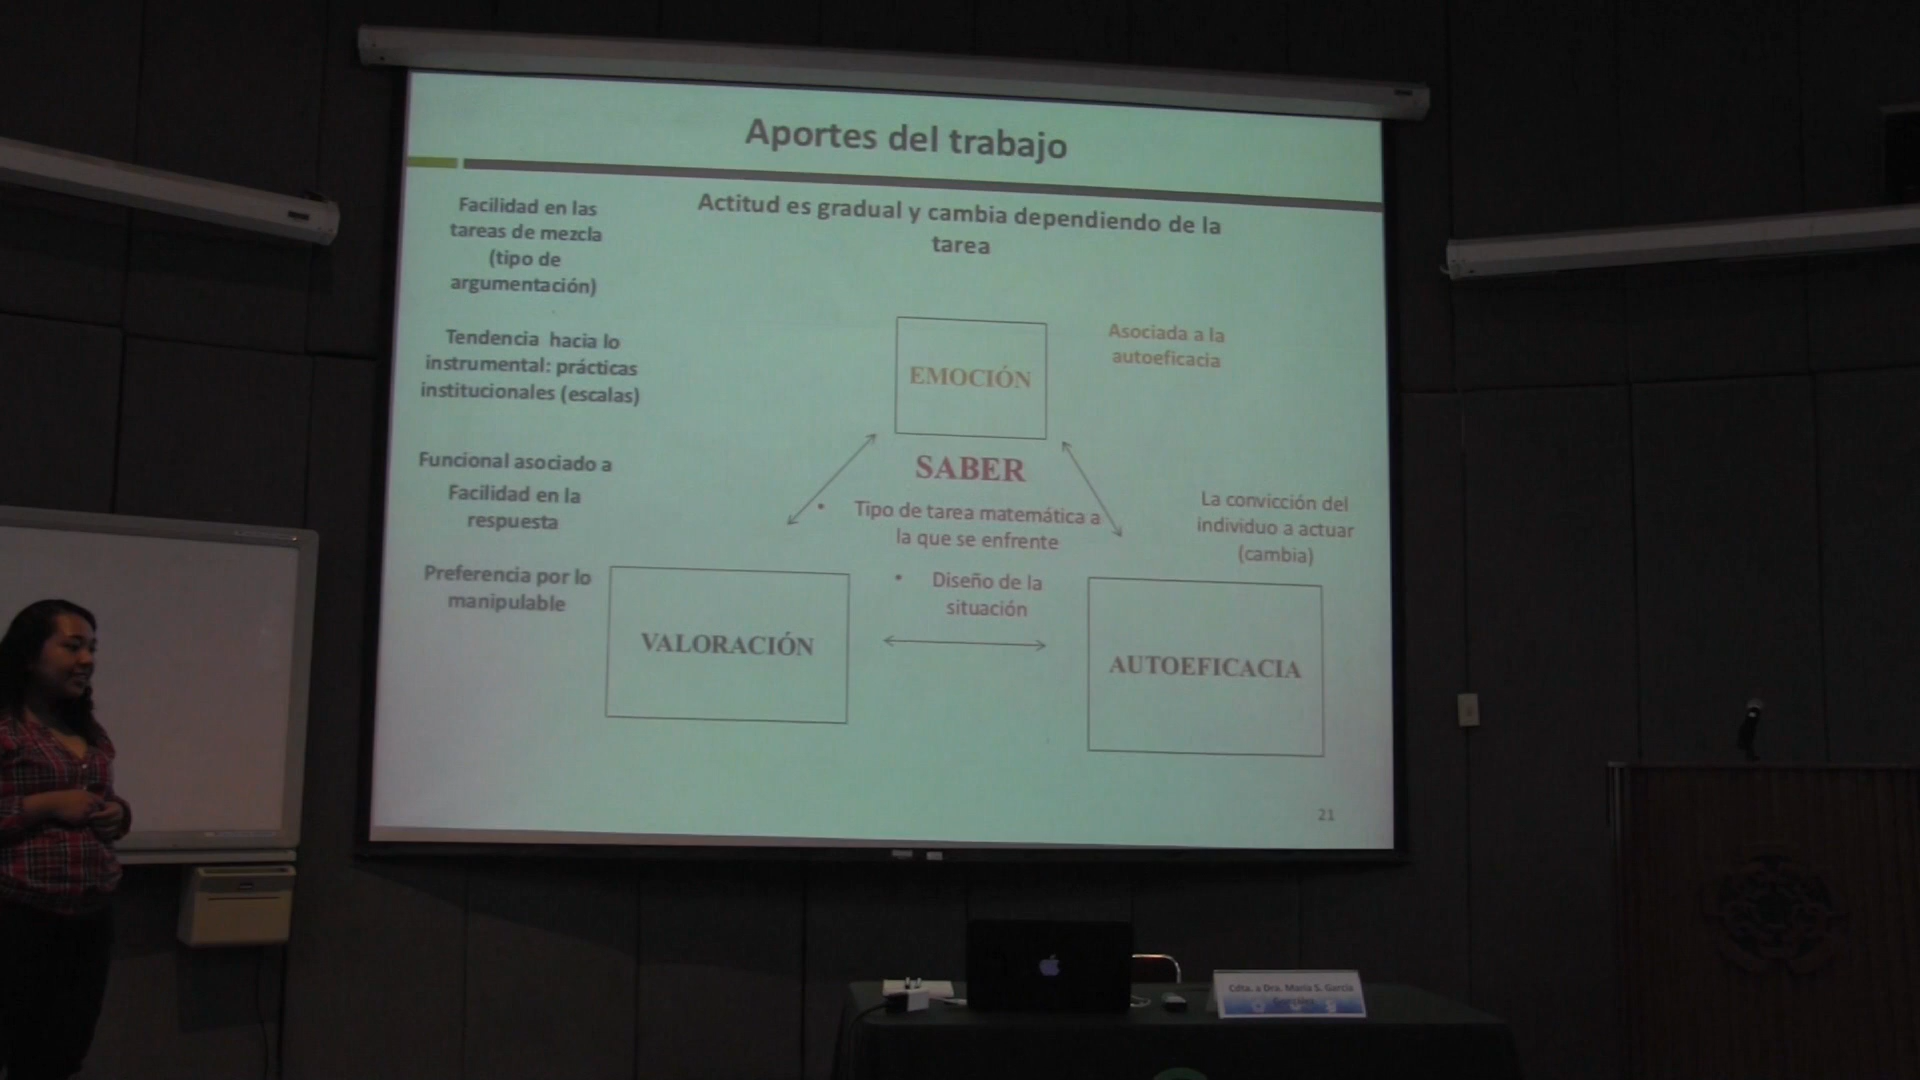 Aportes del trabajo
Actitud es gradual y cambia dependiendo de la
tarea
Facilidad en las
tareas de mezcla
(tipo de
argumentación)
Tendencia hacia lo
instrumental: prácticas
institucionales (escalas)
Funcional asociado a
Facilidad en la
respuesta
Preferencia por lo
manipulable
EMOCIÓN
Asociada a la
autoeficacia
SABER
• Tipo de tarea matemática a
la que se enfrente
• Diseño de la
situación
La convicción del
individuo a actuar
(cambia)
VALORACIÓN
AUTOEFICACIA
21
Cdta. a Dra. María S. García
González